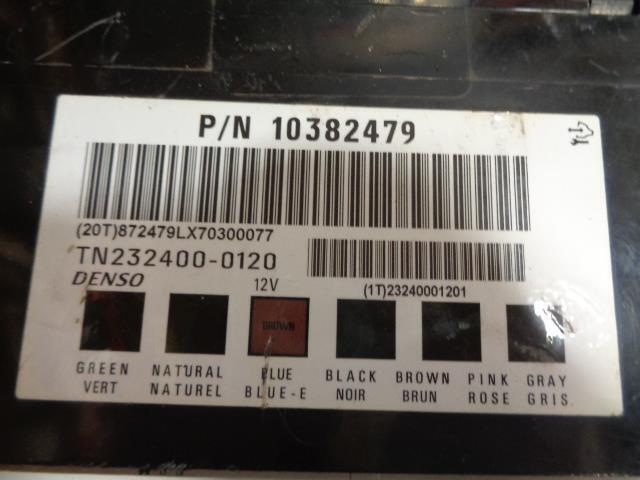 P/N 10382479
(20T)872479LX70300077
TN232400-0120
DENSO
12V
(1T)23240001201
BROWN
GREEN NATURAL BLUE BLACK BROWN PINK GRAY
VERT NATUREL BLUE-E NOIR BRUN ROSE GRIS